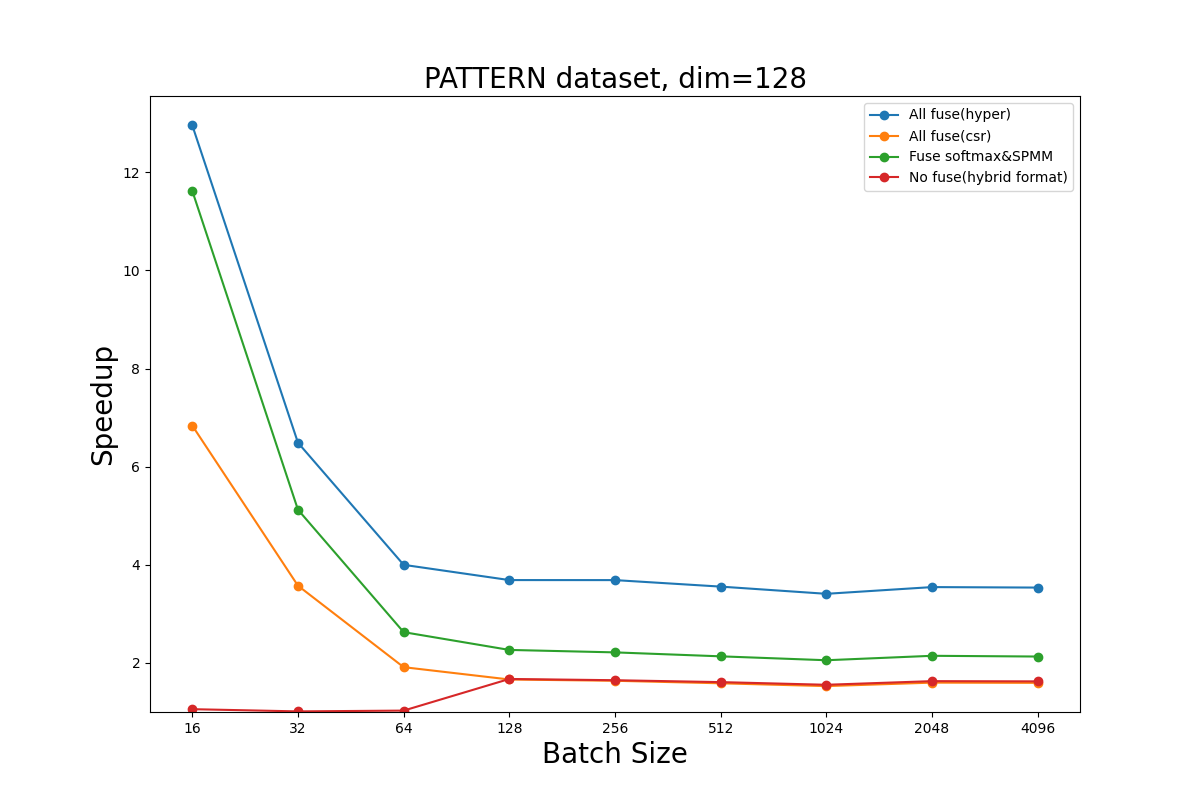 PATTERN dataset, dim=128
All fuse(hyper)
All fuse(csr)
Fuse softmax&SPMM
No fuse(hybrid format)
Speedup
12
10
8
6
4
2
16 32 64 128 256 512 1024 2048 4096
Batch Size